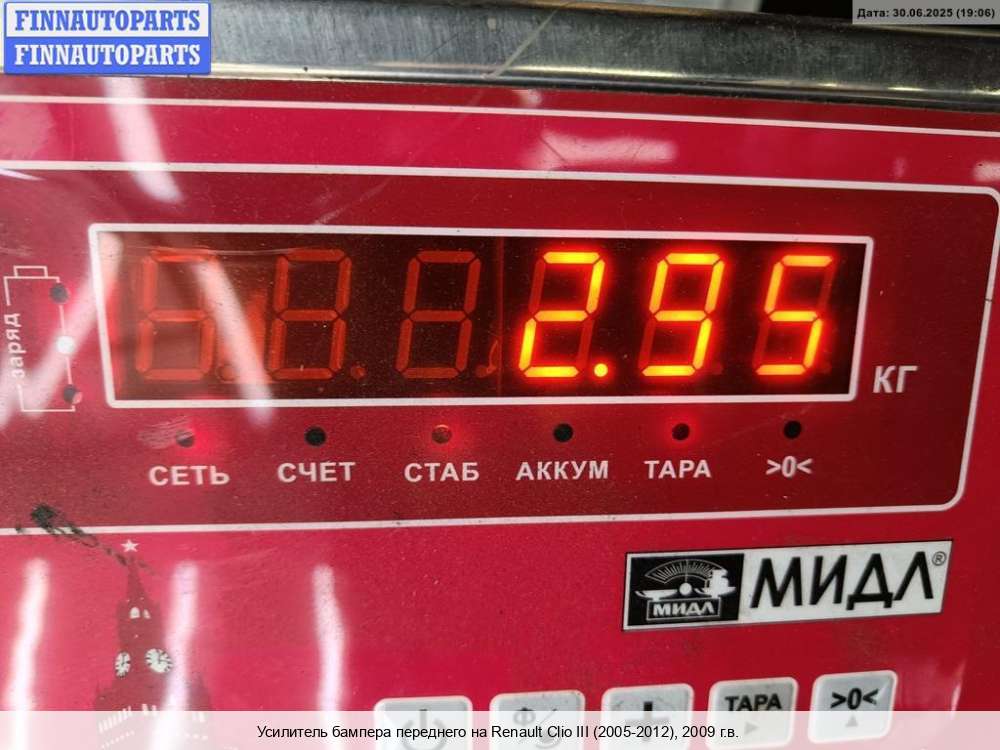 FINNAUTOPARTS
FINNAUTOPARTS
Дата: 30.06.2025 (19:06)
заряд
2.95
КГ
СЕТЬ СЧЕТ СТАБ АККУМ ТАРА >0<
МИДЛ МИДЛ®
ТАРА >0<
Усилитель бампера переднего на Renault Clio III (2005-2012), 2009 г.в.